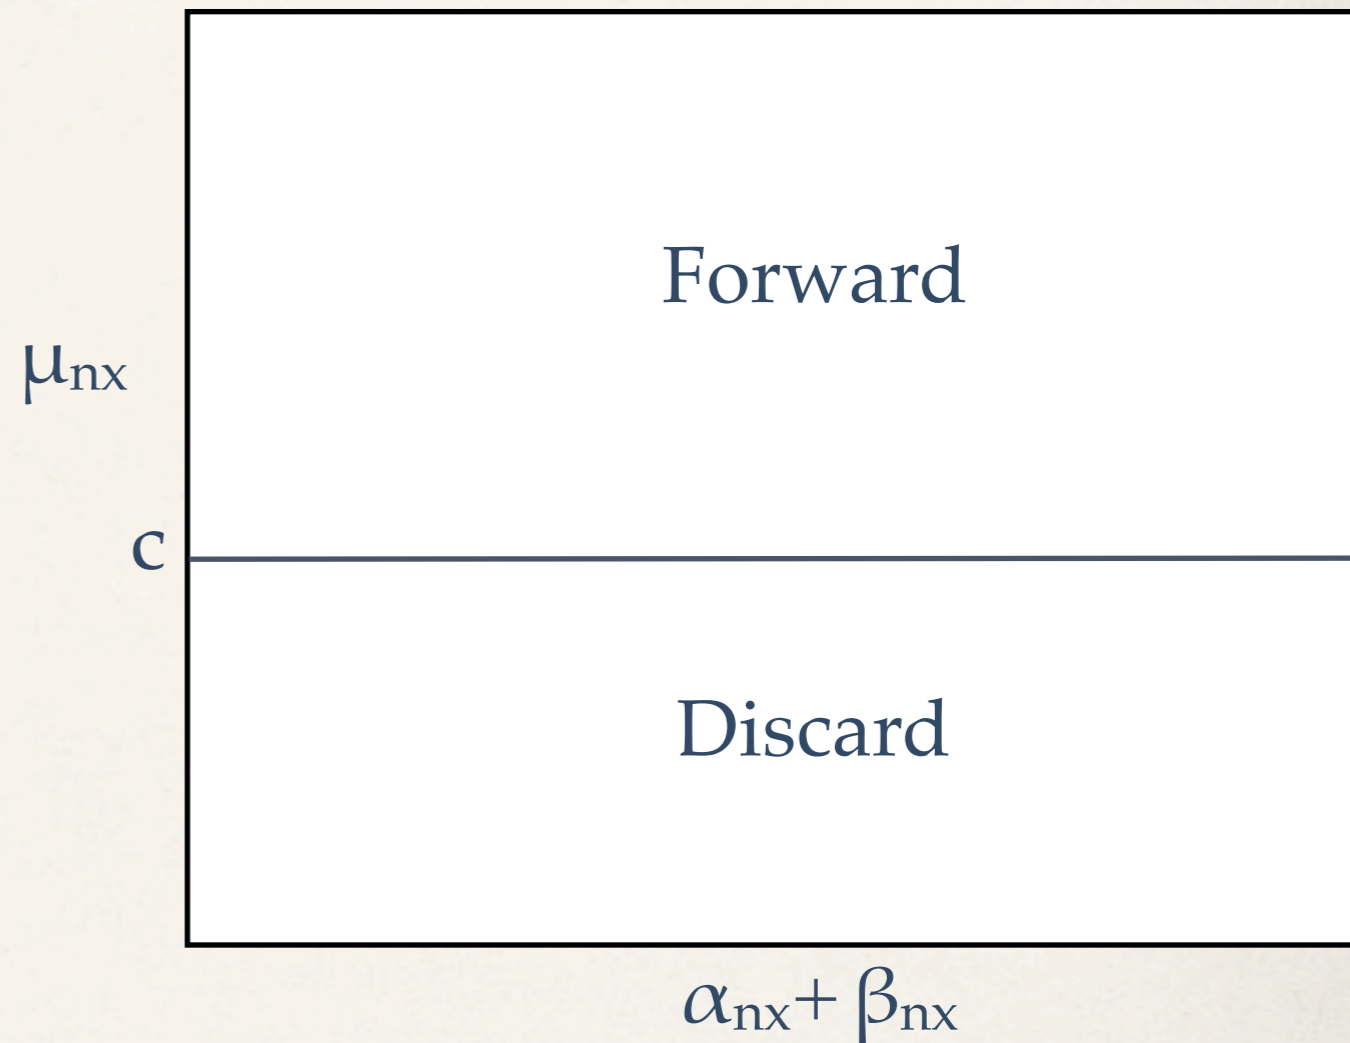 Forward
μnx
c
Discard
αnx+ βnx